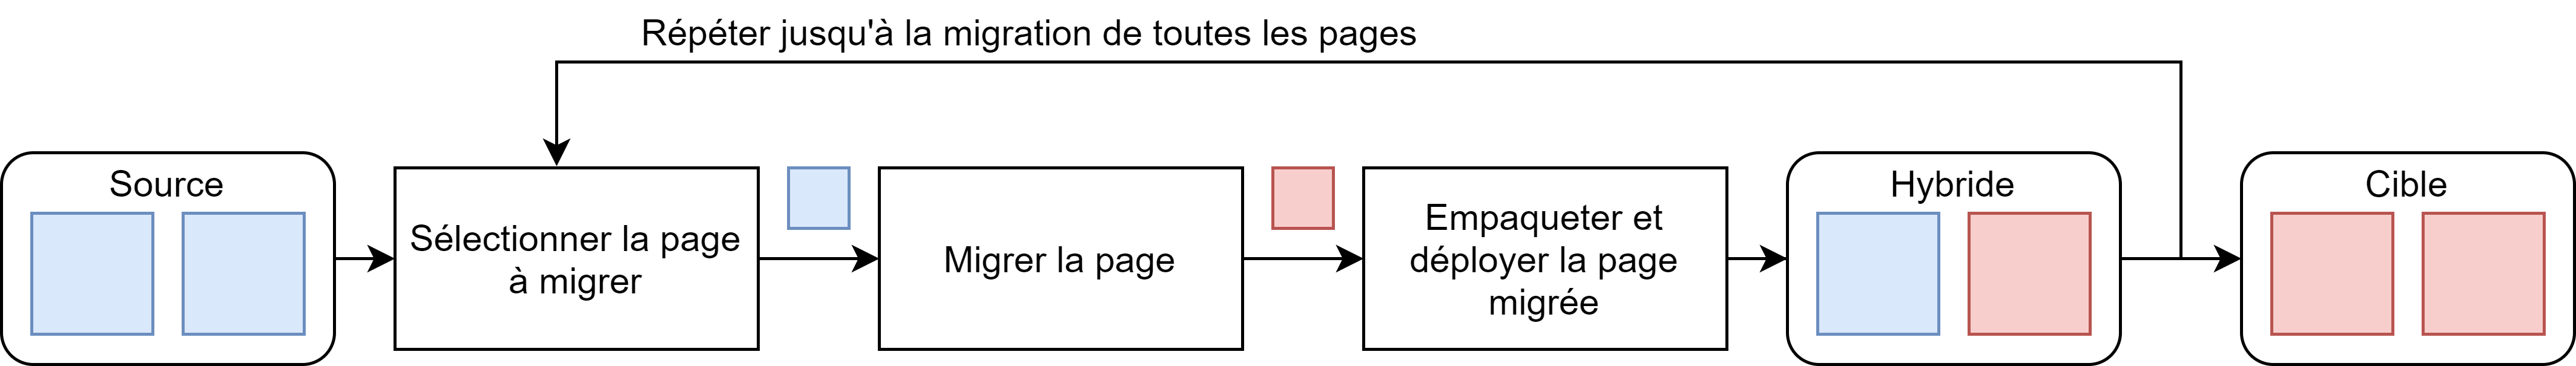 Répéter jusqu'à la migration de toutes les pages
Source
Sélectionner la page
à migrer
Migrer la page
Empaqueter et
déployer la page
migrée
Hybride
Cible